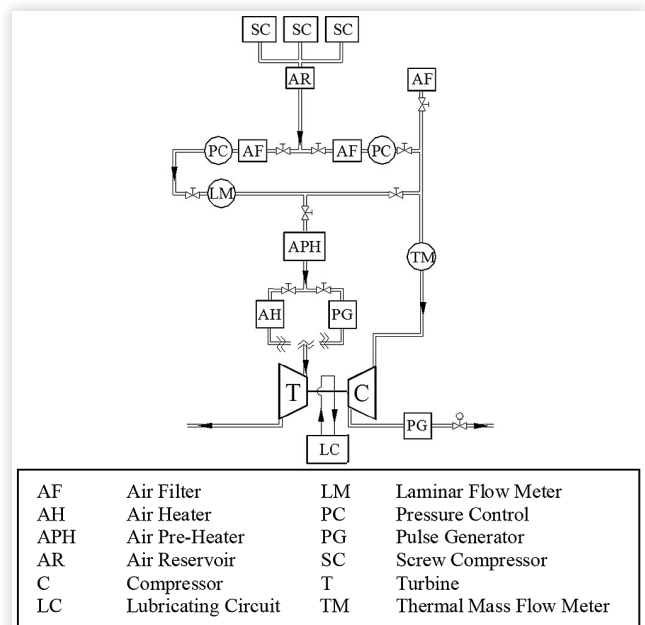 SC SC SC
AR AF
PC AF AF PC
LM
APH
TM
AH PG
T C
PG
LC
AF Air Filter LM Laminar Flow Meter
AH Air Heater PC Pressure Control
APH Air Pre-Heater PG Pulse Generator
AR Air Reservoir SC Screw Compressor
C Compressor T Turbine
LC Lubricating Circuit TM Thermal Mass Flow Meter